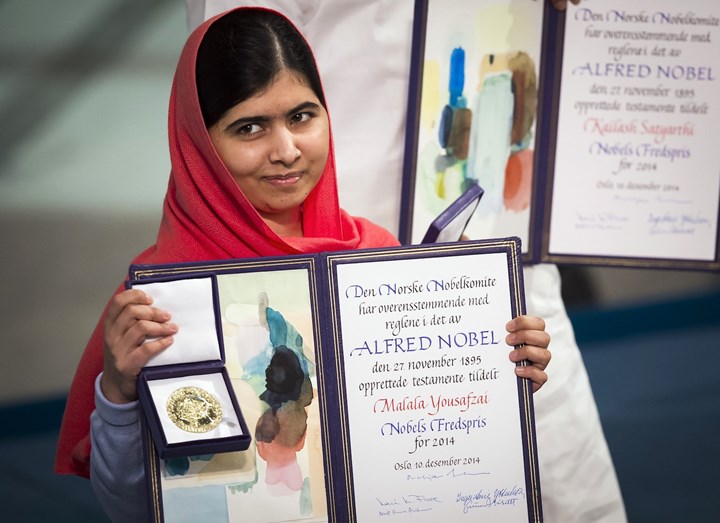 Den Norske Nobelkomite
har overensstemmende med
reglene i det av
ALFRED NOBEL
den 27. november 1895
opprettede testamente tildelt
Malala Yousafzai
Nobels Fredspris
for 2014
Oslo, 10. desember 2014
Den Norske Nobelkomite
har overensstemmende med
reglene i det av
ALFRED NOBEL
den 27. november 1895
opprettede testamente tildelt
Kailash Satyarthi
Nobels Fredspris
for 2014
Oslo, 10. desember 2014